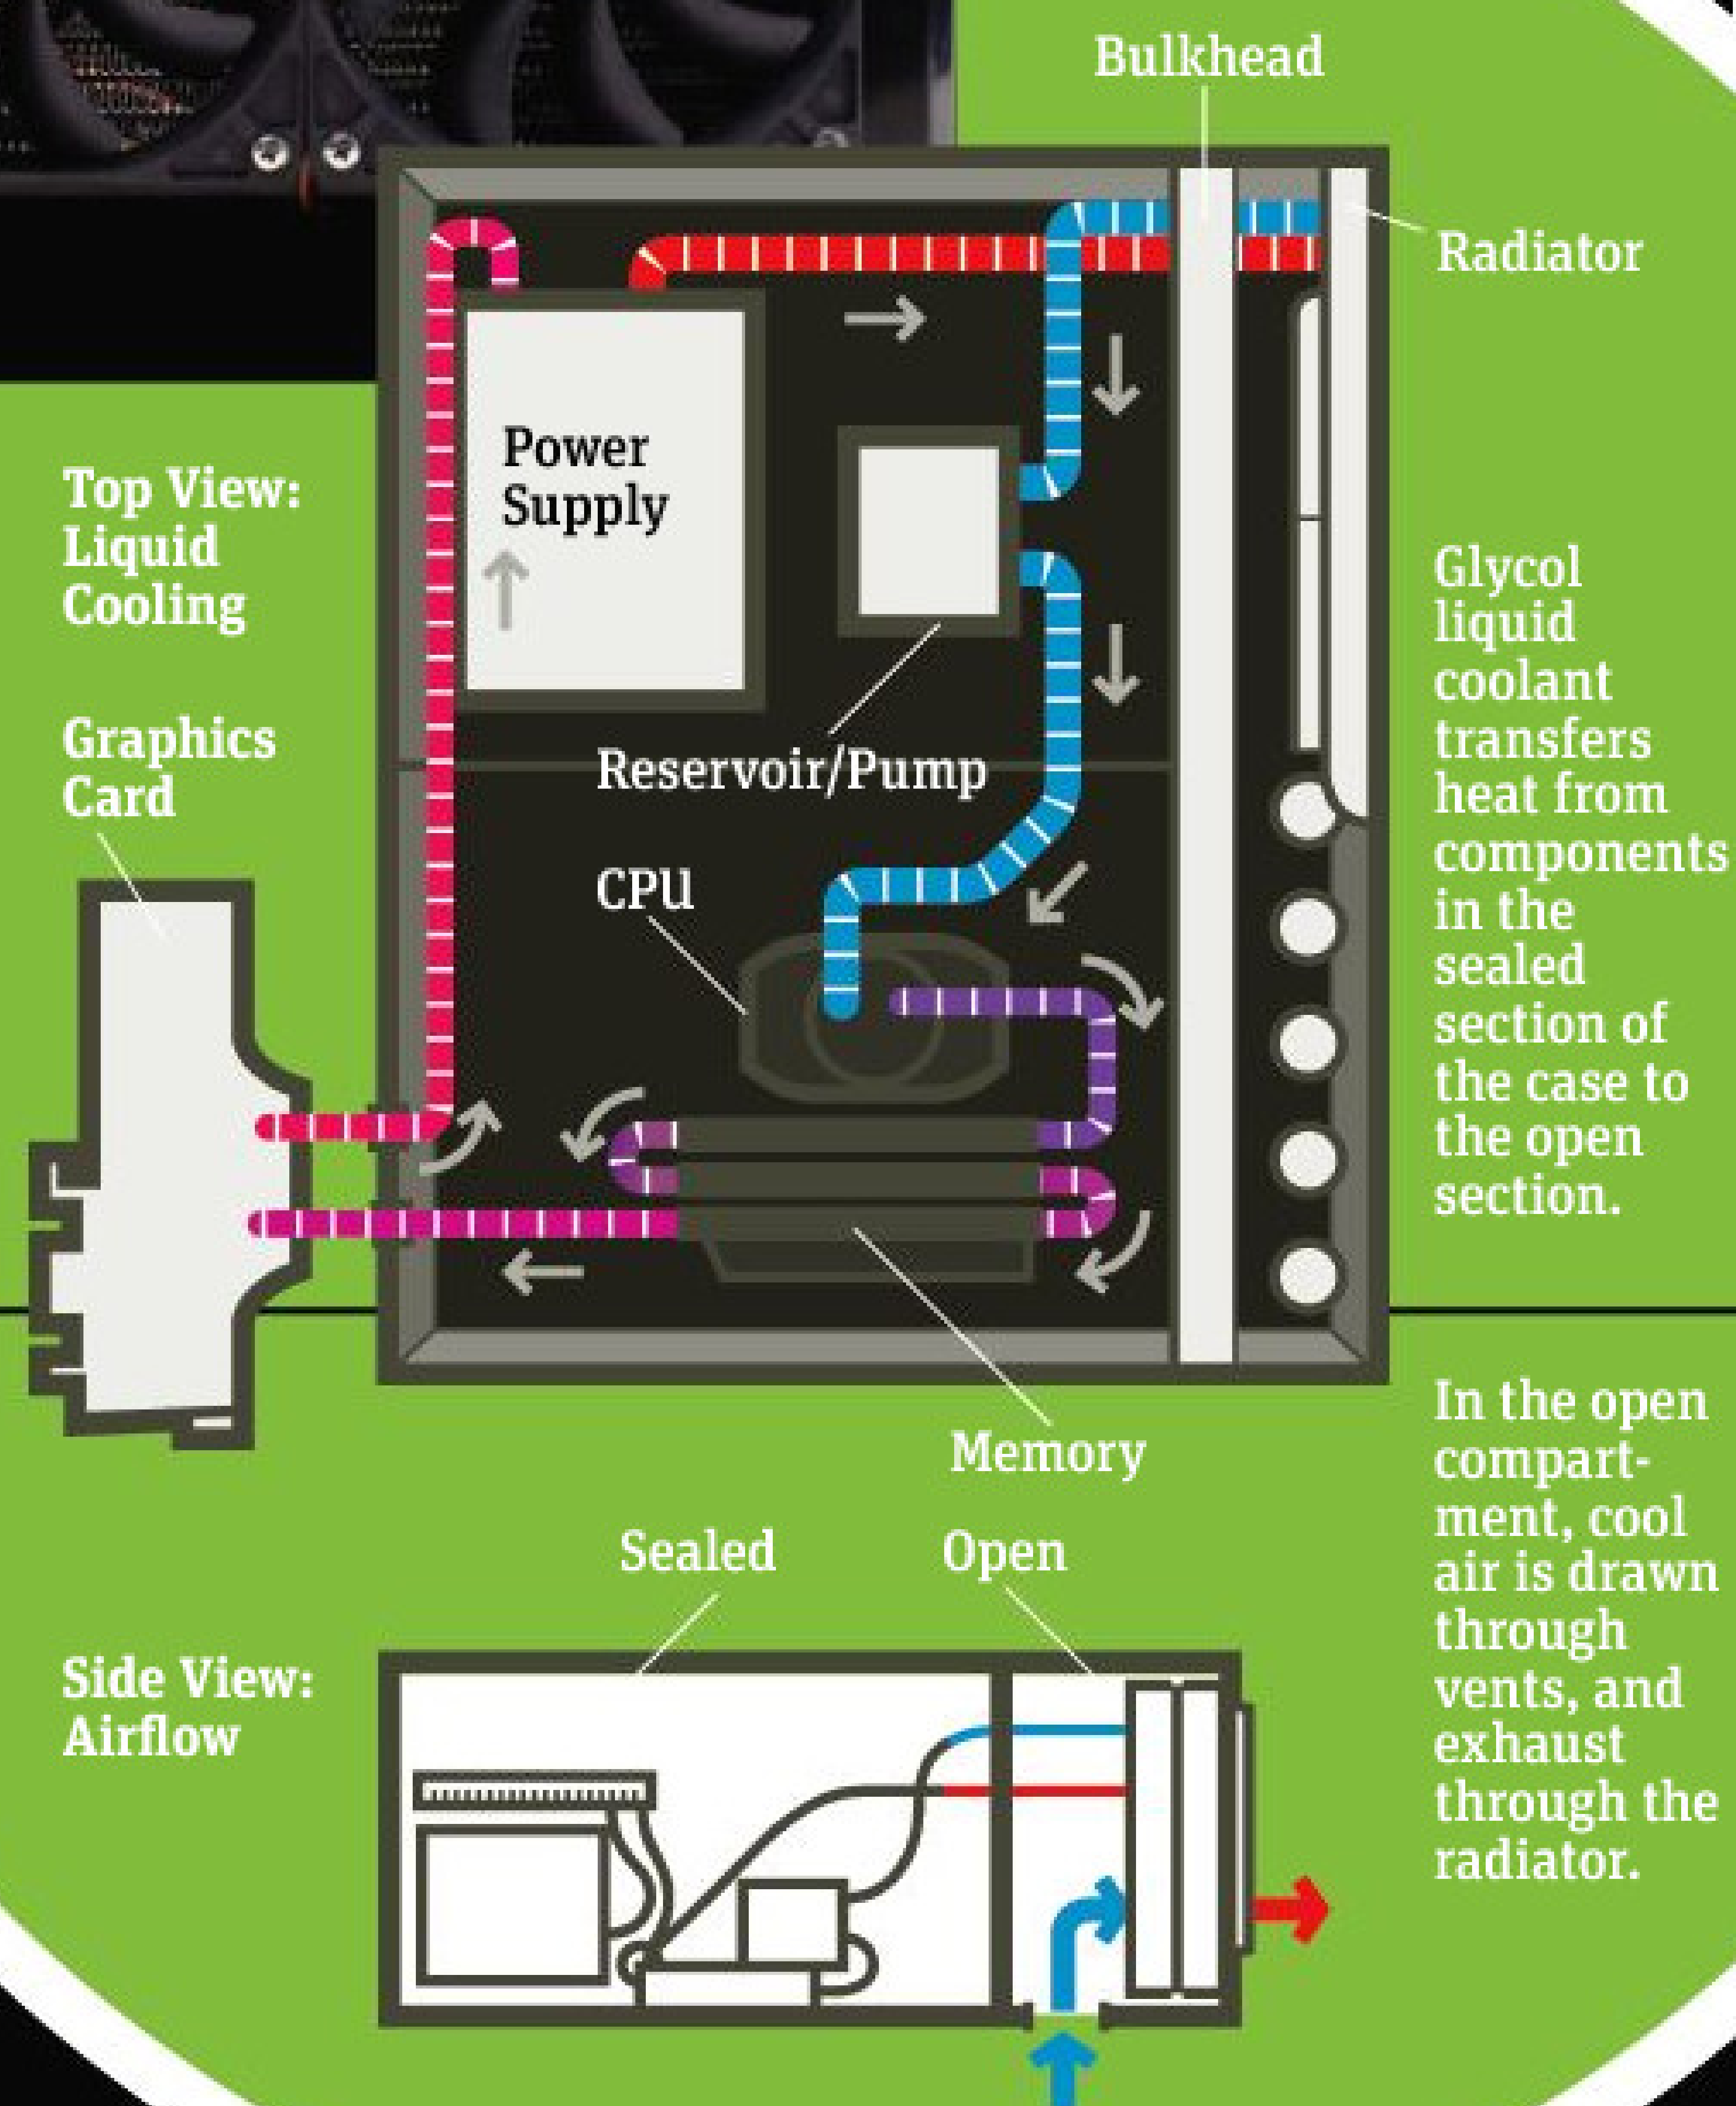 Bulkhead
Radiator
Power
Supply
Top View:
Liquid
Cooling
Graphics
Card
Reservoir/Pump
CPU
Glycol
liquid
coolant
transfers
heat from
components
in the
sealed
section of
the case to
the open
section.
Memory
In the open
compart-
ment, cool
air is drawn
through
vents, and
exhaust
through the
radiator.
Sealed
Open
Side View:
Airflow